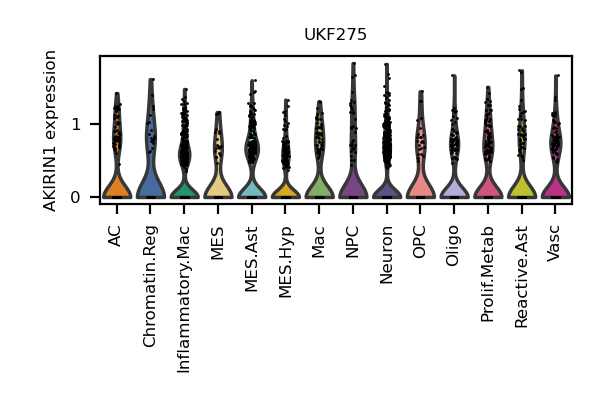 UKF275
AKIRIN1 expression
1
0
AC
Chromatin.Reg
Inflammatory.Mac
MES
MES.Ast
MES.Hyp
Mac
NPC
Neuron
OPC
Oligo
Prolif.Metab
Reactive.Ast
Vasc